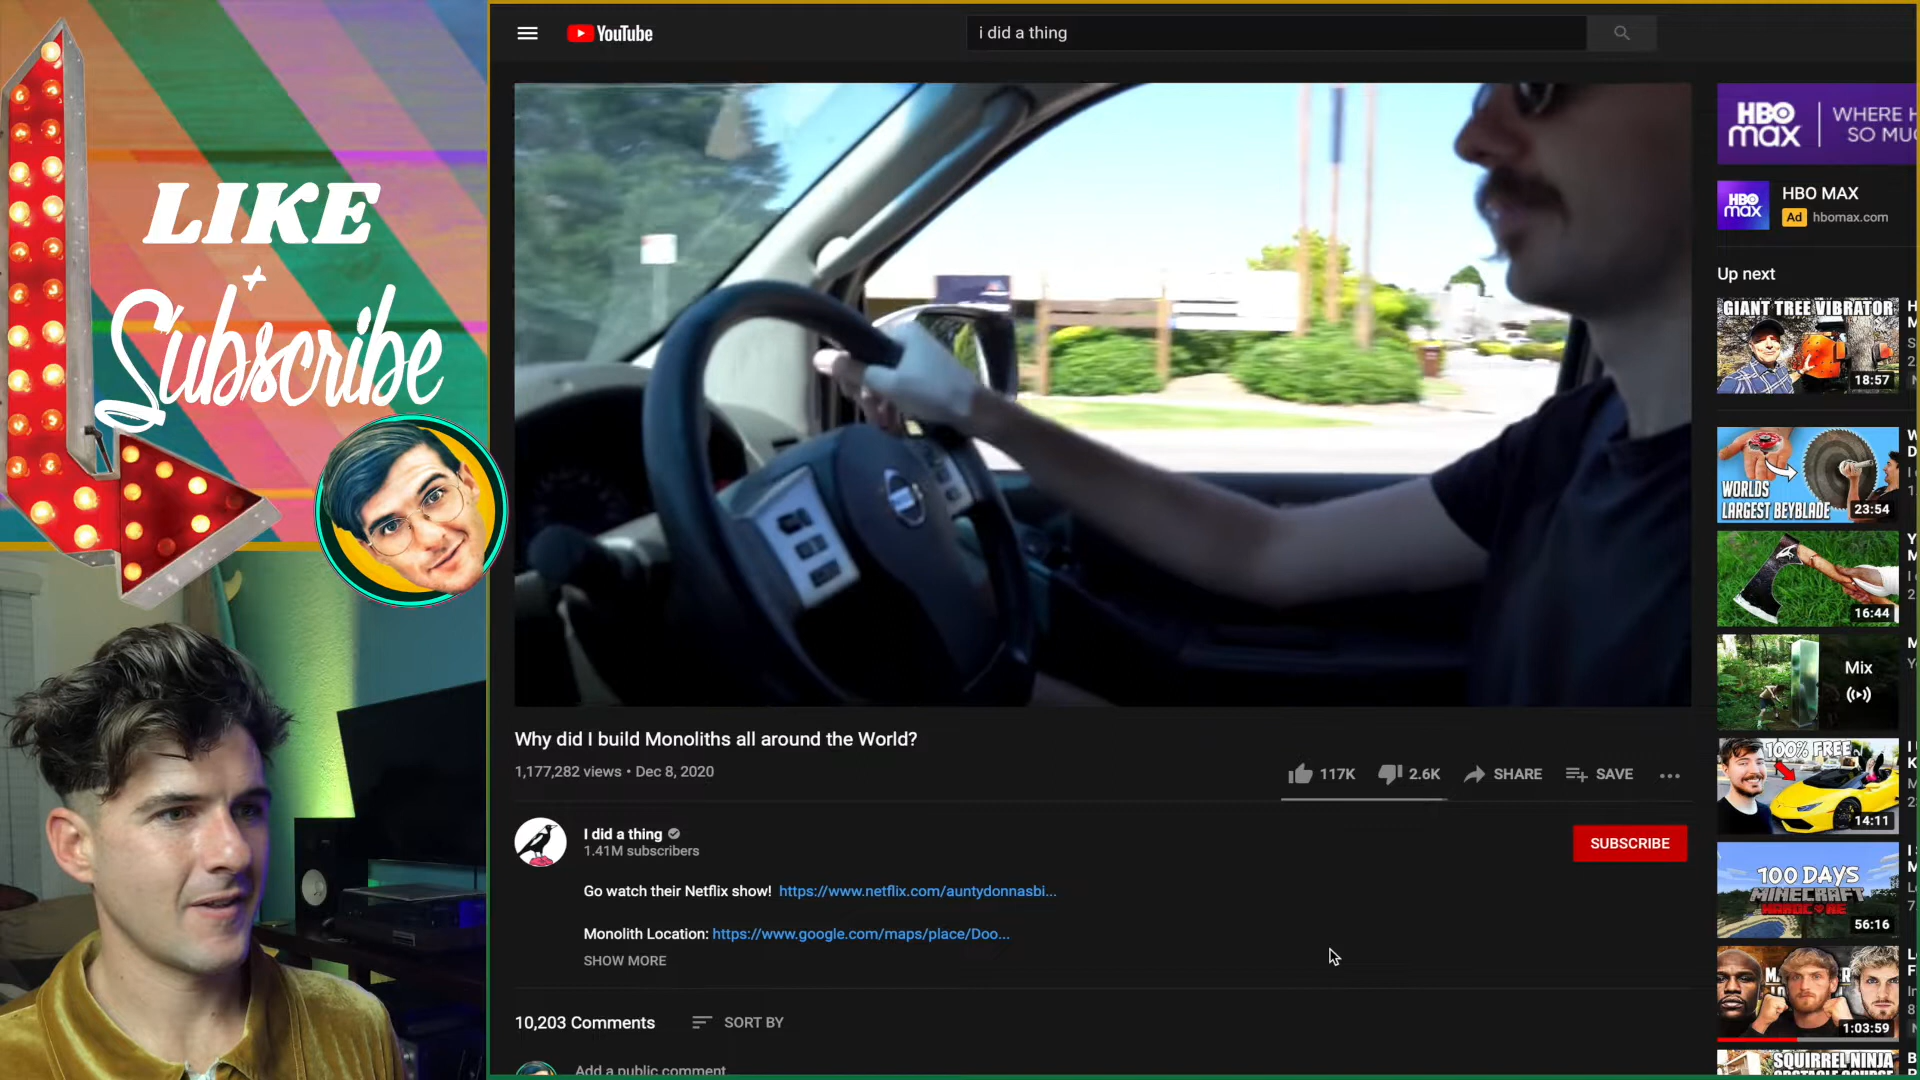 LIKE
+
Subscribe
YouTube
i did a thing
HBO
max
WHERE H
SO MUC
HBO
max
HBO MAX
Ad hbomax.com
Up next
GIANT TREE VIBRATOR
18:57
WORLDS
LARGEST BEYBLADE
23:54
16:44
Mix
100% FREE
14:11
100 DAYS
MINECRAFT
HARDCORE
56:16
1:03:59
SQUIRREL NINJA
Why did I build Monoliths all around the World?
1,177,282 views • Dec 8, 2020
117K
2.6K
SHARE
SAVE
I did a thing
1.41M subscribers
SUBSCRIBE
Go watch their Netflix show! https://www.netflix.com/auntydonnasbi...
Monolith Location: https://www.google.com/maps/place/Doo...
SHOW MORE
10,203 Comments
SORT BY
Add a public comment